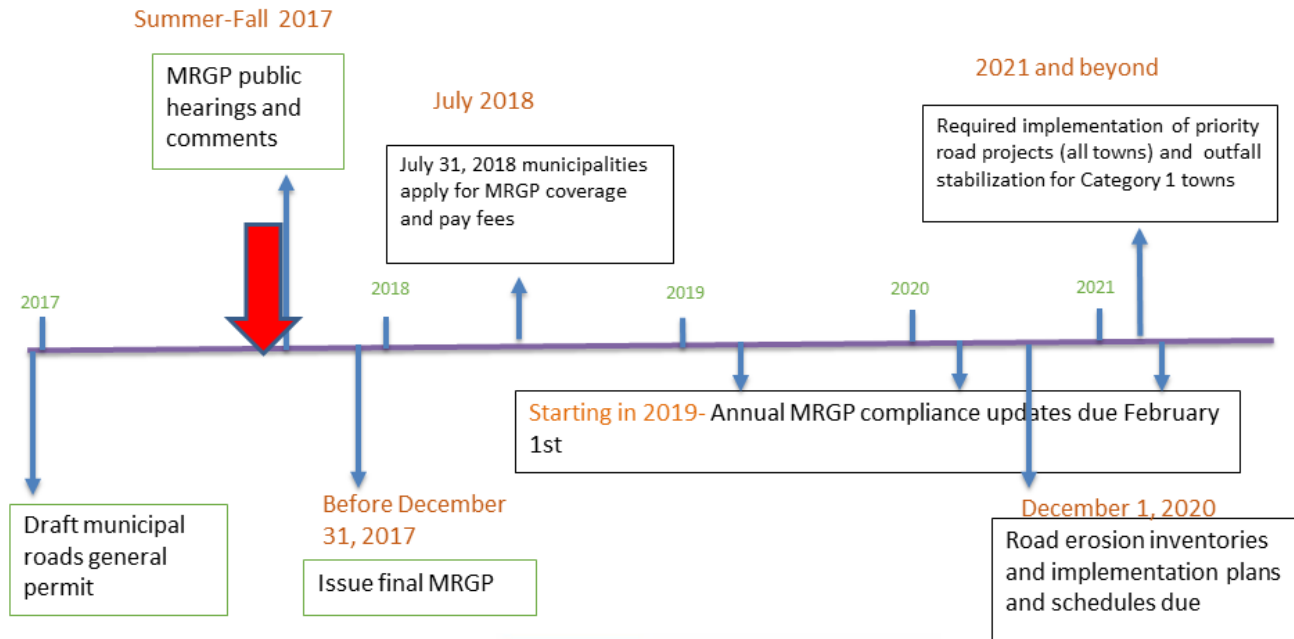 Summer-Fall 2017
MRGP public
hearings and
comments
July 2018
July 31, 2018 municipalities
apply for MRGP coverage
and pay fees
2021 and beyond
Required implementation of priority
road projects (all towns) and outfall
stabilization for Category 1 towns
2017
2018
2019
2020
2021
Starting in 2019- Annual MRGP compliance updates due February
1st
Draft municipal
roads general
permit
Before December
31, 2017
Issue final MRGP
December 1, 2020
Road erosion inventories
and implementation plans
and schedules due